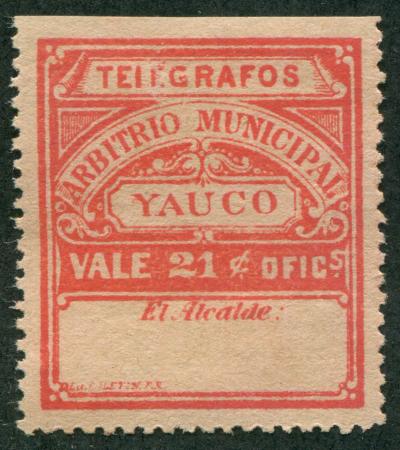 TELEGRAFOS
ARBITRIO MUNICIPAL
YAUCO
VALE 21 ¢ OFICS
El Alcalde: